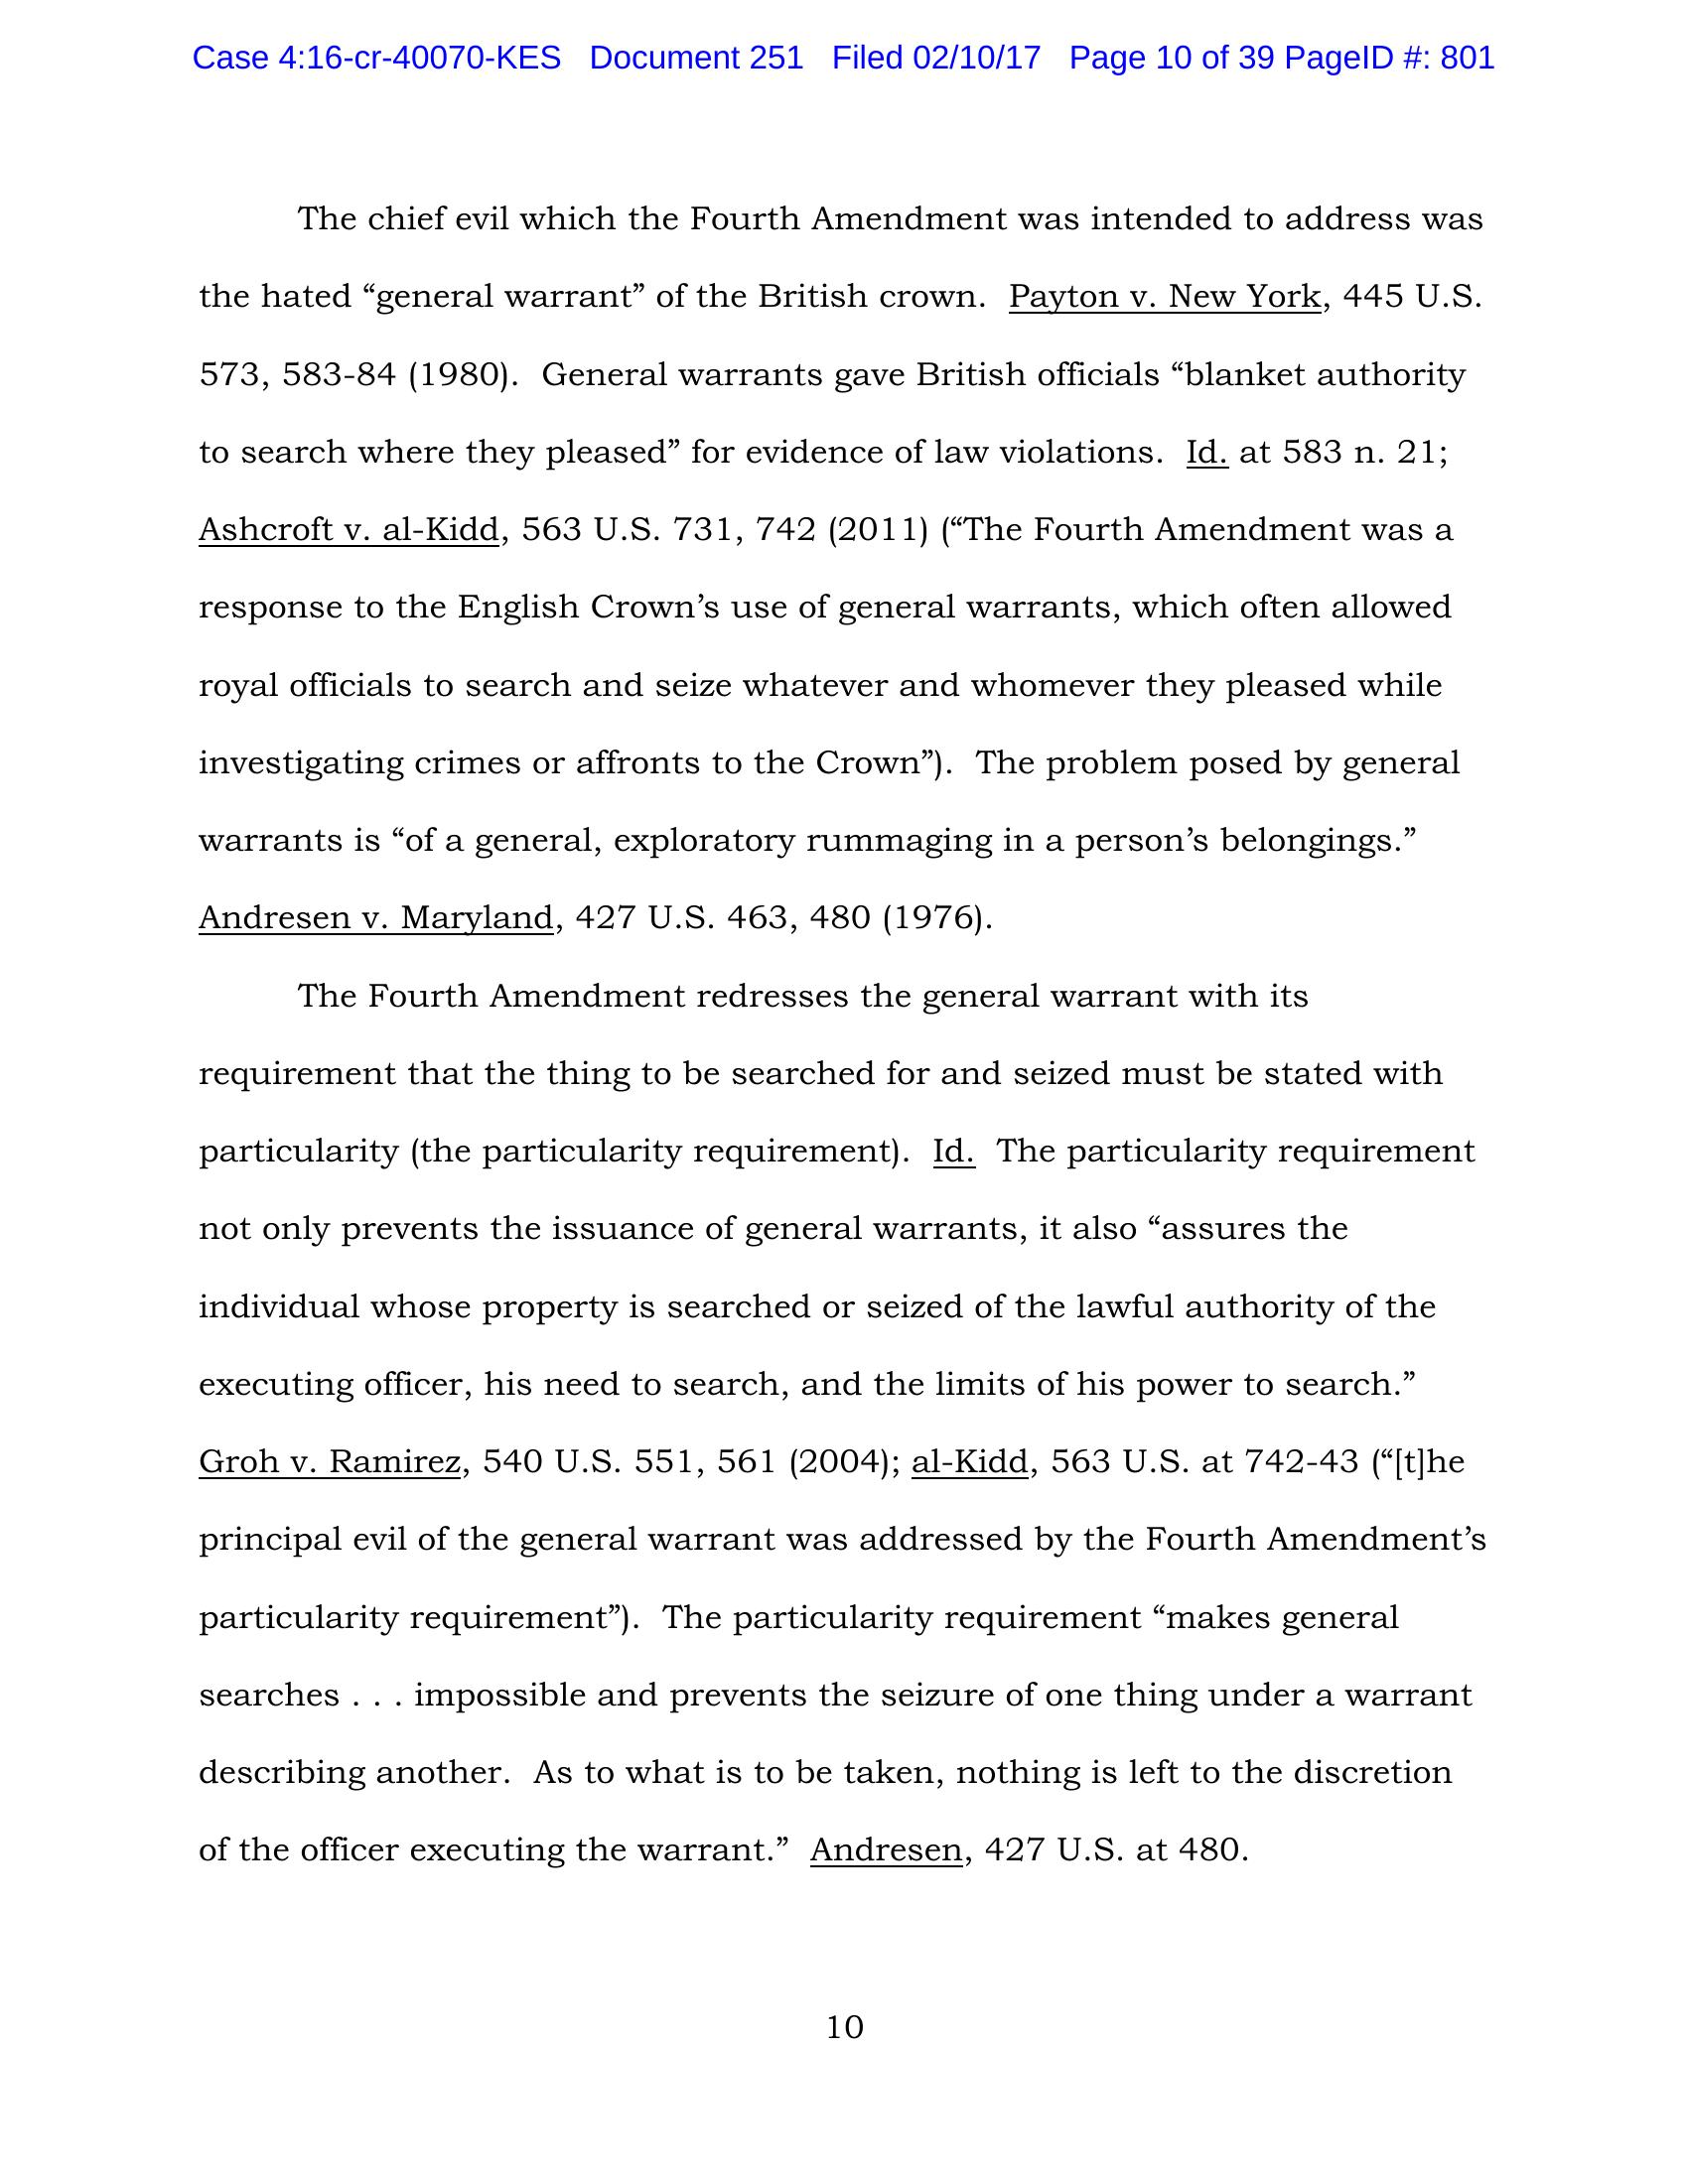 Case 4:16-cr-40070-KES   Document 251   Filed 02/10/17   Page 10 of 39 PageID #: 801
The chief evil which the Fourth Amendment was intended to address was
the hated “general warrant” of the British crown.  Payton v. New York, 445 U.S.
573, 583-84 (1980).  General warrants gave British officials “blanket authority
to search where they pleased” for evidence of law violations.  Id. at 583 n. 21;
Ashcroft v. al-Kidd, 563 U.S. 731, 742 (2011) (“The Fourth Amendment was a
response to the English Crown’s use of general warrants, which often allowed
royal officials to search and seize whatever and whomever they pleased while
investigating crimes or affronts to the Crown”).  The problem posed by general
warrants is “of a general, exploratory rummaging in a person’s belongings.”
Andresen v. Maryland, 427 U.S. 463, 480 (1976).
The Fourth Amendment redresses the general warrant with its
requirement that the thing to be searched for and seized must be stated with
particularity (the particularity requirement).  Id.  The particularity requirement
not only prevents the issuance of general warrants, it also “assures the
individual whose property is searched or seized of the lawful authority of the
executing officer, his need to search, and the limits of his power to search.”
Groh v. Ramirez, 540 U.S. 551, 561 (2004); al-Kidd, 563 U.S. at 742-43 (“[t]he
principal evil of the general warrant was addressed by the Fourth Amendment’s
particularity requirement”).  The particularity requirement “makes general
searches . . . impossible and prevents the seizure of one thing under a warrant
describing another.  As to what is to be taken, nothing is left to the discretion
of the officer executing the warrant.”  Andresen, 427 U.S. at 480.
10